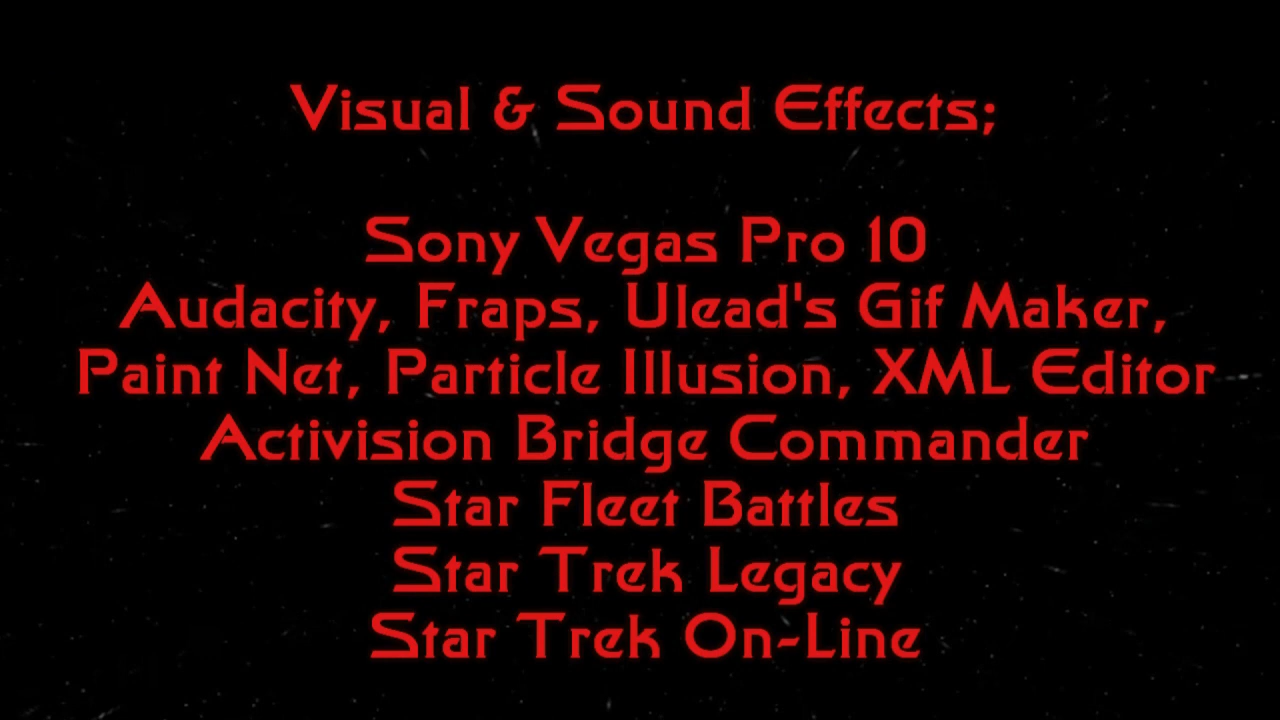 Visual & Sound Effects;
Sony Vegas Pro 10
Audacity, Fraps, Ulead's Gif Maker,
Paint Net, Particle Illusion, XML Editor
Activision Bridge Commander
Star Fleet Battles
Star Trek Legacy
Star Trek On-Line